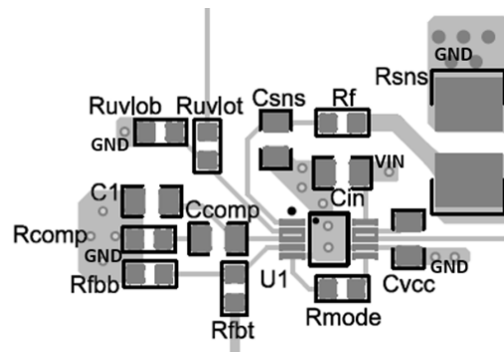 GND
Rsns
Csns
Rf
Ruvlob
Ruvlot
GND
VIN
C1
Ccomp
Cin
Rcomp
GND
Rfbb
U1
Cvcc
GND
Rfbt
Rmode